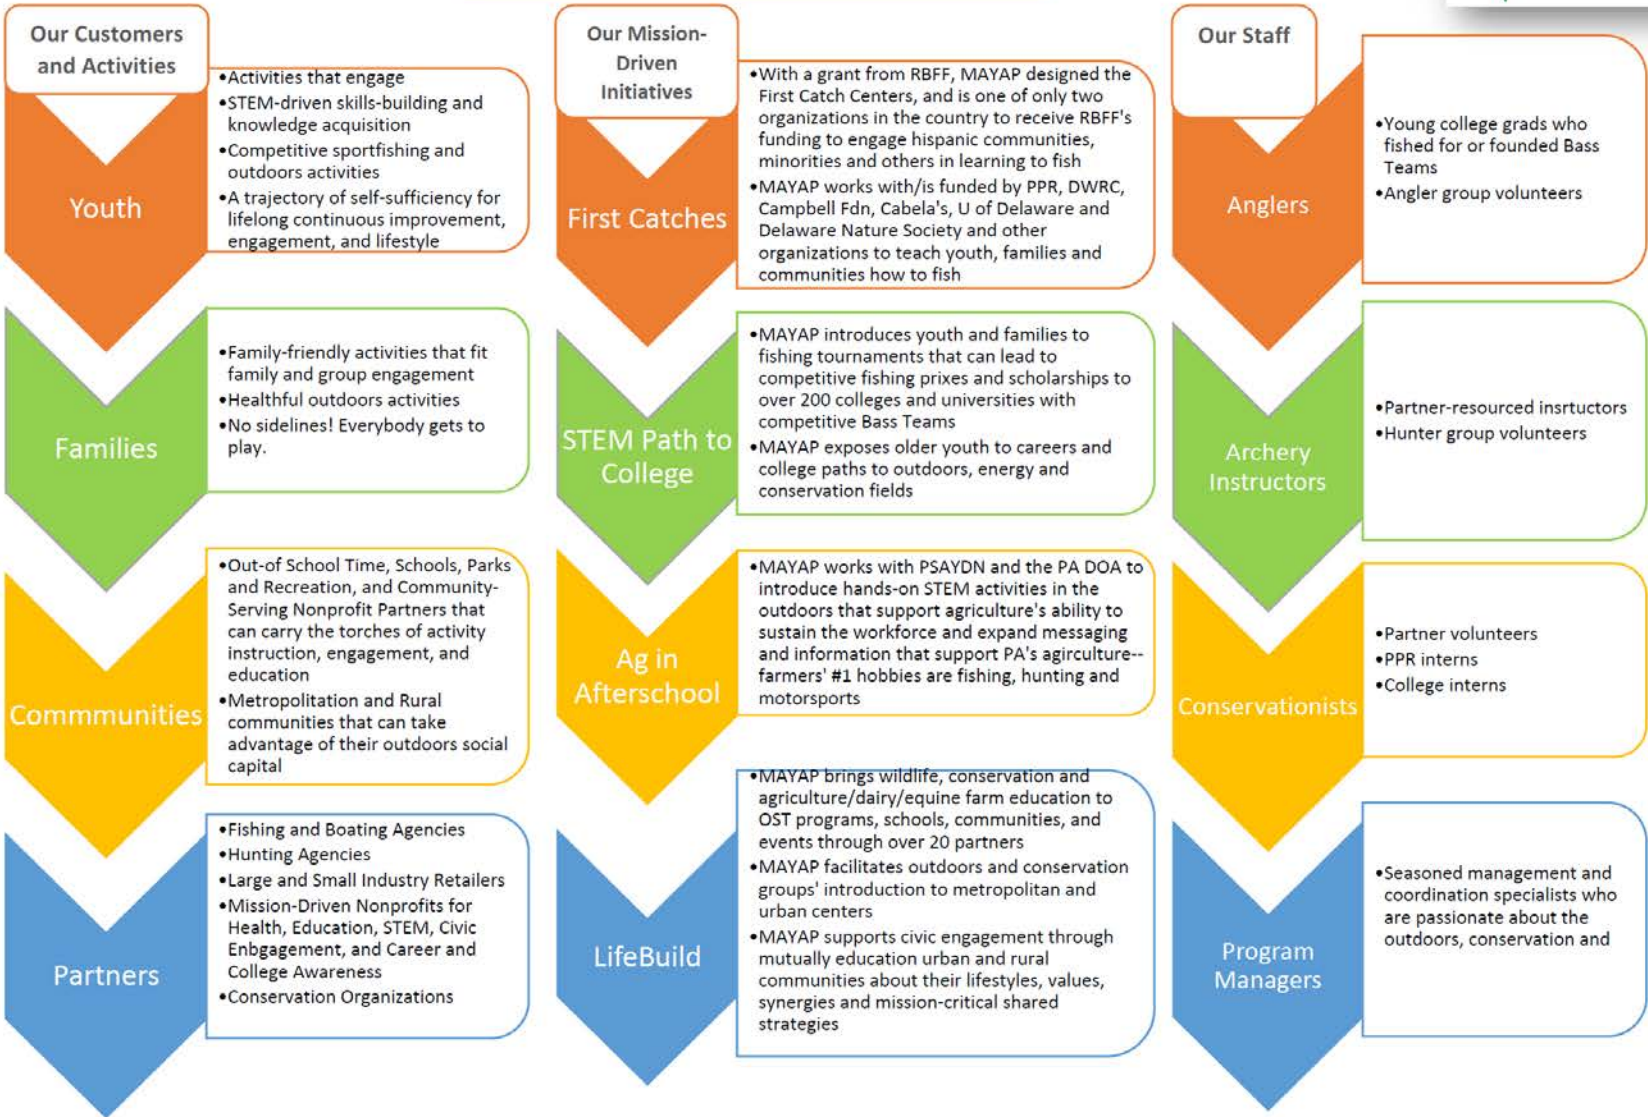 Our Customers
and Activities
Youth
•Activities that engage
•STEM-driven skills-building and
knowledge acquisition
•Competitive sportfishing and
outdoors activities
•A trajectory of self-sufficiency for
lifelong continuous improvement,
engagement, and lifestyle
Families
•Family-friendly activities that fit
family and group engagement
•Healthful outdoors activities
•No sidelines! Everybody gets to
play.
Commmunities
•Out-of School Time, Schools, Parks
and Recreation, and Community-
Serving Nonprofit Partners that
can carry the torches of activity
instruction, engagement, and
education
•Metropolitation and Rural
communities that can take
advantage of their outdoors social
capital
Partners
•Fishing and Boating Agencies
•Hunting Agencies
•Large and Small Industry Retailers
•Mission-Driven Nonprofits for
Health, Education, STEM, Civic
Enbgagement, and Career and
College Awareness
•Conservation Organizations
Our Mission-
Driven
Initiatives
First Catches
•With a grant from RBFF, MAYAP designed the
First Catch Centers, and is one of only two
organizations in the country to receive RBFF's
funding to engage hispanic communities,
minorities and others in learning to fish
•MAYAP works with/is funded by PPR, DWRC,
Campbell Fdn, Cabela's, U of Delaware and
Delaware Nature Society and other
organizations to teach youth, families and
communities how to fish
STEM Path to
College
•MAYAP introduces youth and families to
fishing tournaments that can lead to
competitive fishing prixes and scholarships to
over 200 colleges and universities with
competitive Bass Teams
•MAYAP exposes older youth to careers and
college paths to outdoors, energy and
conservation fields
Ag in
Afterschool
•MAYAP works with PSAYDN and the PA DOA to
introduce hands-on STEM activities in the
outdoors that support agriculture's ability to
sustain the workforce and expand messaging
and information that support PA's agirculture--
farmers' #1 hobbies are fishing, hunting and
motorsports
LifeBuild
•MAYAP brings wildlife, conservation and
agriculture/dairy/equine farm education to
OST programs, schools, communities, and
events through over 20 partners
•MAYAP facilitates outdoors and conservation
groups' introduction to metropolitan and
urban centers
•MAYAP supports civic engagement through
mutually education urban and rural
communities about their lifestyles, values,
synergies and mission-critical shared
strategies
Our Staff
Anglers
•Young college grads who
fished for or founded Bass
Teams
•Angler group volunteers
Archery
Instructors
•Partner-resourced insrtuctors
•Hunter group volunteers
Conservationists
•Partner volunteers
•PPR interns
•College interns
Program
Managers
•Seasoned management and
coordination specialists who
are passionate about the
outdoors, conservation and